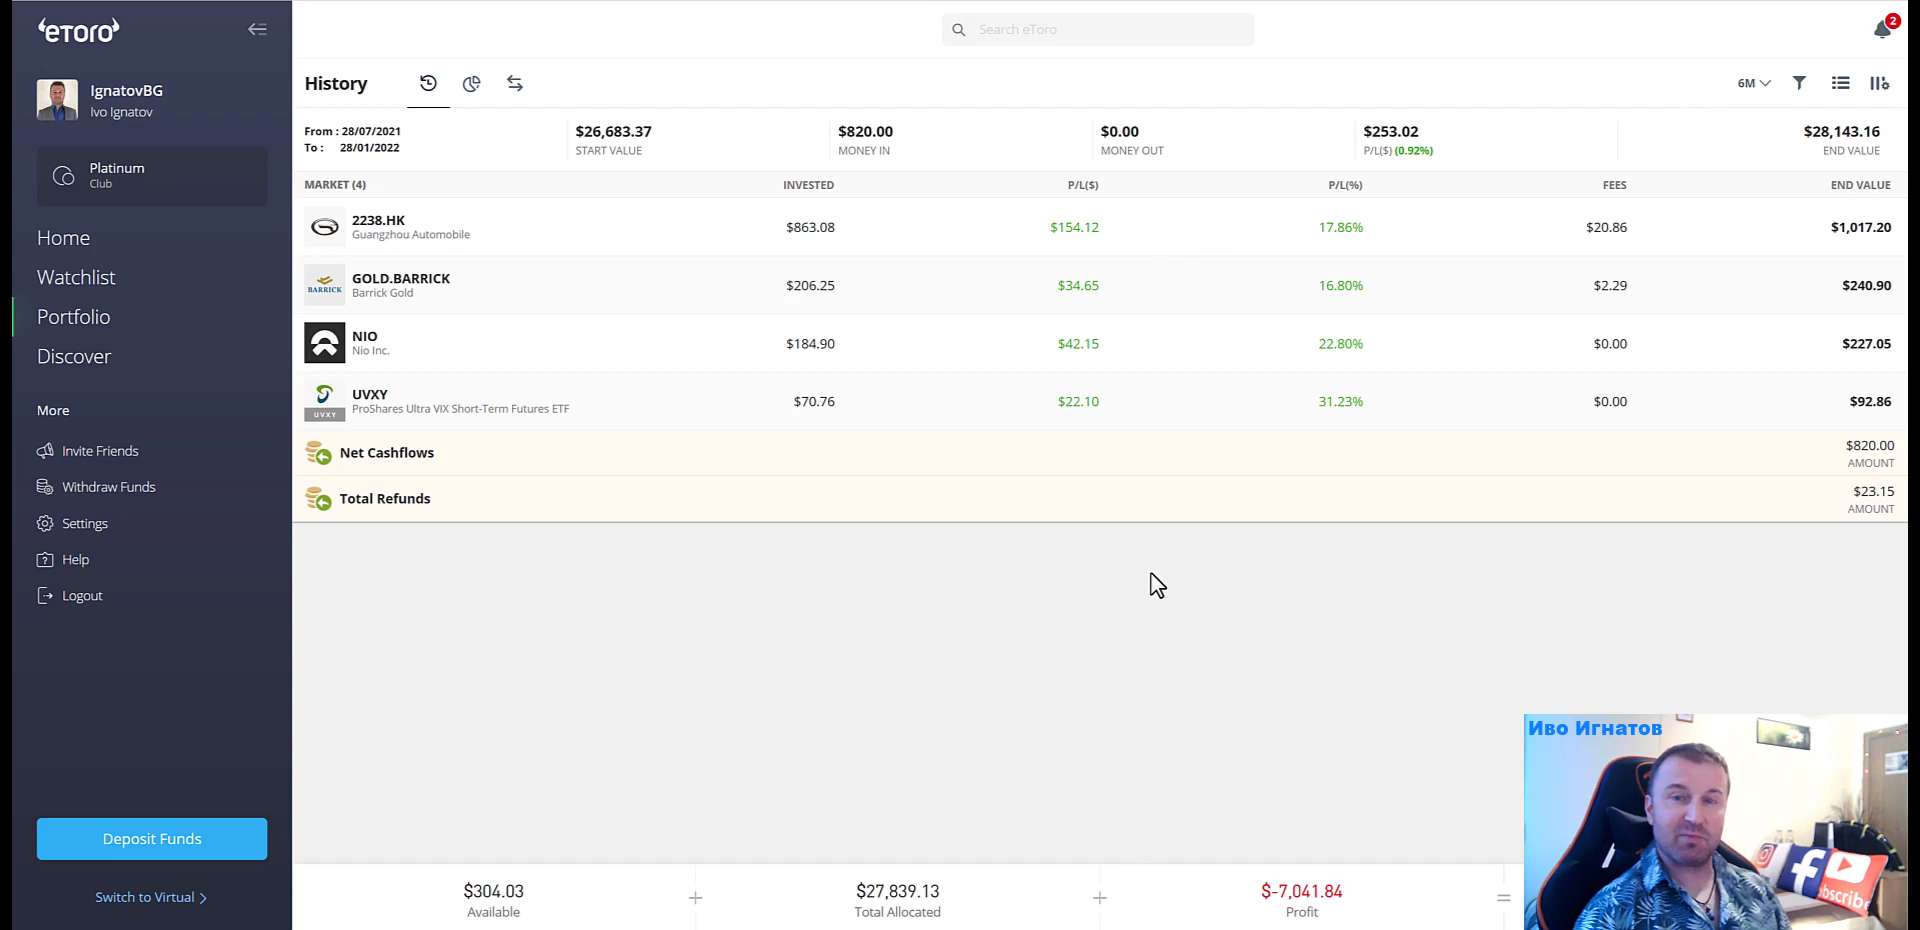 eToro
Search eToro
2
IgnatovBG
Ivo Ignatov
Platinum
Club
Home
Watchlist
Portfolio
Discover
More
Invite Friends
Withdraw Funds
Settings
Help
Logout
Deposit Funds
Switch to Virtual
History
6M
From : 28/07/2021
To : 28/01/2022
$26,683.37
START VALUE
$820.00
MONEY IN
$0.00
MONEY OUT
$253.02
P/L($) (0.92%)
$28,143.16
END VALUE
MARKET (4) INVESTED P/L($) P/L(%) FEES END VALUE
2238.HK
Guangzhou Automobile
$863.08 $154.12 17.86% $20.86 $1,017.20
BARRICK
GOLD.BARRICK
Barrick Gold
$206.25 $34.65 16.80% $2.29 $240.90
NIO
Nio Inc.
$184.90 $42.15 22.80% $0.00 $227.05
UVXY
UVXY
ProShares Ultra VIX Short-Term Futures ETF
$70.76 $22.10 31.23% $0.00 $92.86
Net Cashflows
$820.00
AMOUNT
Total Refunds
$23.15
AMOUNT
$304.03
Available
+
$27,839.13
Total Allocated
+
$-7,041.84
Profit
=
Иво Игнатов
f
bscribe